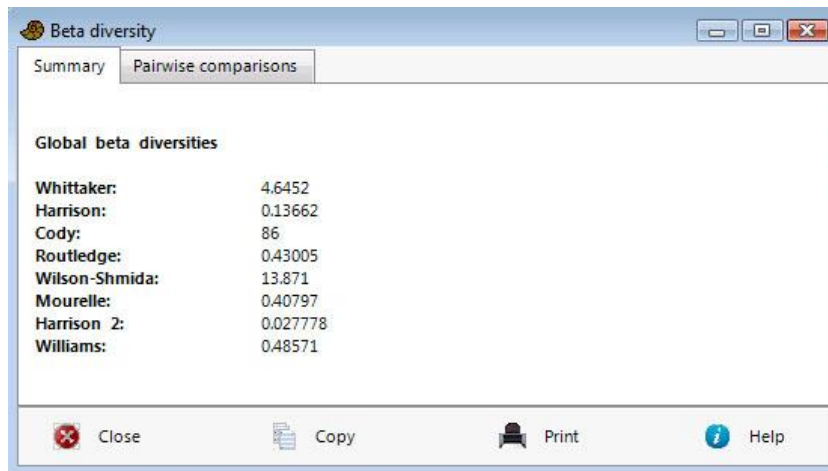 Beta diversity
Summary Pairwise comparisons
Global beta diversities
Whittaker: 4.6452
Harrison: 0.13662
Cody: 86
Routledge: 0.43005
Wilson-Shmida: 13.871
Mourelle: 0.40797
Harrison 2: 0.027778
Williams: 0.48571
Close Copy Print Help